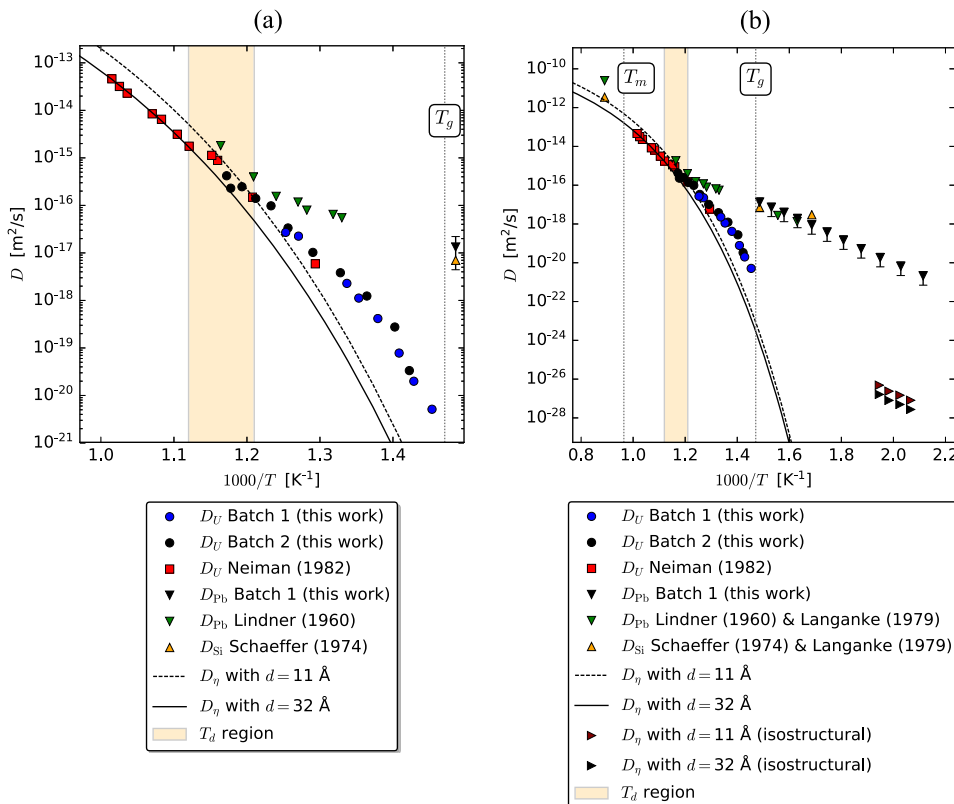 (a)
(b)
10⁻¹³
10⁻¹⁴
10⁻¹⁵
10⁻¹⁶
10⁻¹⁷
10⁻¹⁸
10⁻¹⁹
10⁻²⁰
10⁻²¹
D [m²/s]
T_g
1.0 1.1 1.2 1.3 1.4
1000/T [K⁻¹]
D_U Batch 1 (this work)
D_U Batch 2 (this work)
D_U Neiman (1982)
D_Pb Batch 1 (this work)
D_Pb Lindner (1960)
D_Si Schaeffer (1974)
D_η with d = 11 Å
D_η with d = 32 Å
T_d region
10⁻¹⁰
10⁻¹²
10⁻¹⁴
10⁻¹⁶
10⁻¹⁸
10⁻²⁰
10⁻²²
10⁻²⁴
10⁻²⁶
10⁻²⁸
D [m²/s]
T_m T_g
0.8 1.0 1.2 1.4 1.6 1.8 2.0 2.2
1000/T [K⁻¹]
D_U Batch 1 (this work)
D_U Batch 2 (this work)
D_U Neiman (1982)
D_Pb Batch 1 (this work)
D_Pb Lindner (1960) & Langanke (1979)
D_Si Schaeffer (1974) & Langanke (1979)
D_η with d = 11 Å
D_η with d = 32 Å
D_η with d = 11 Å (isostructural)
D_η with d = 32 Å (isostructural)
T_d region